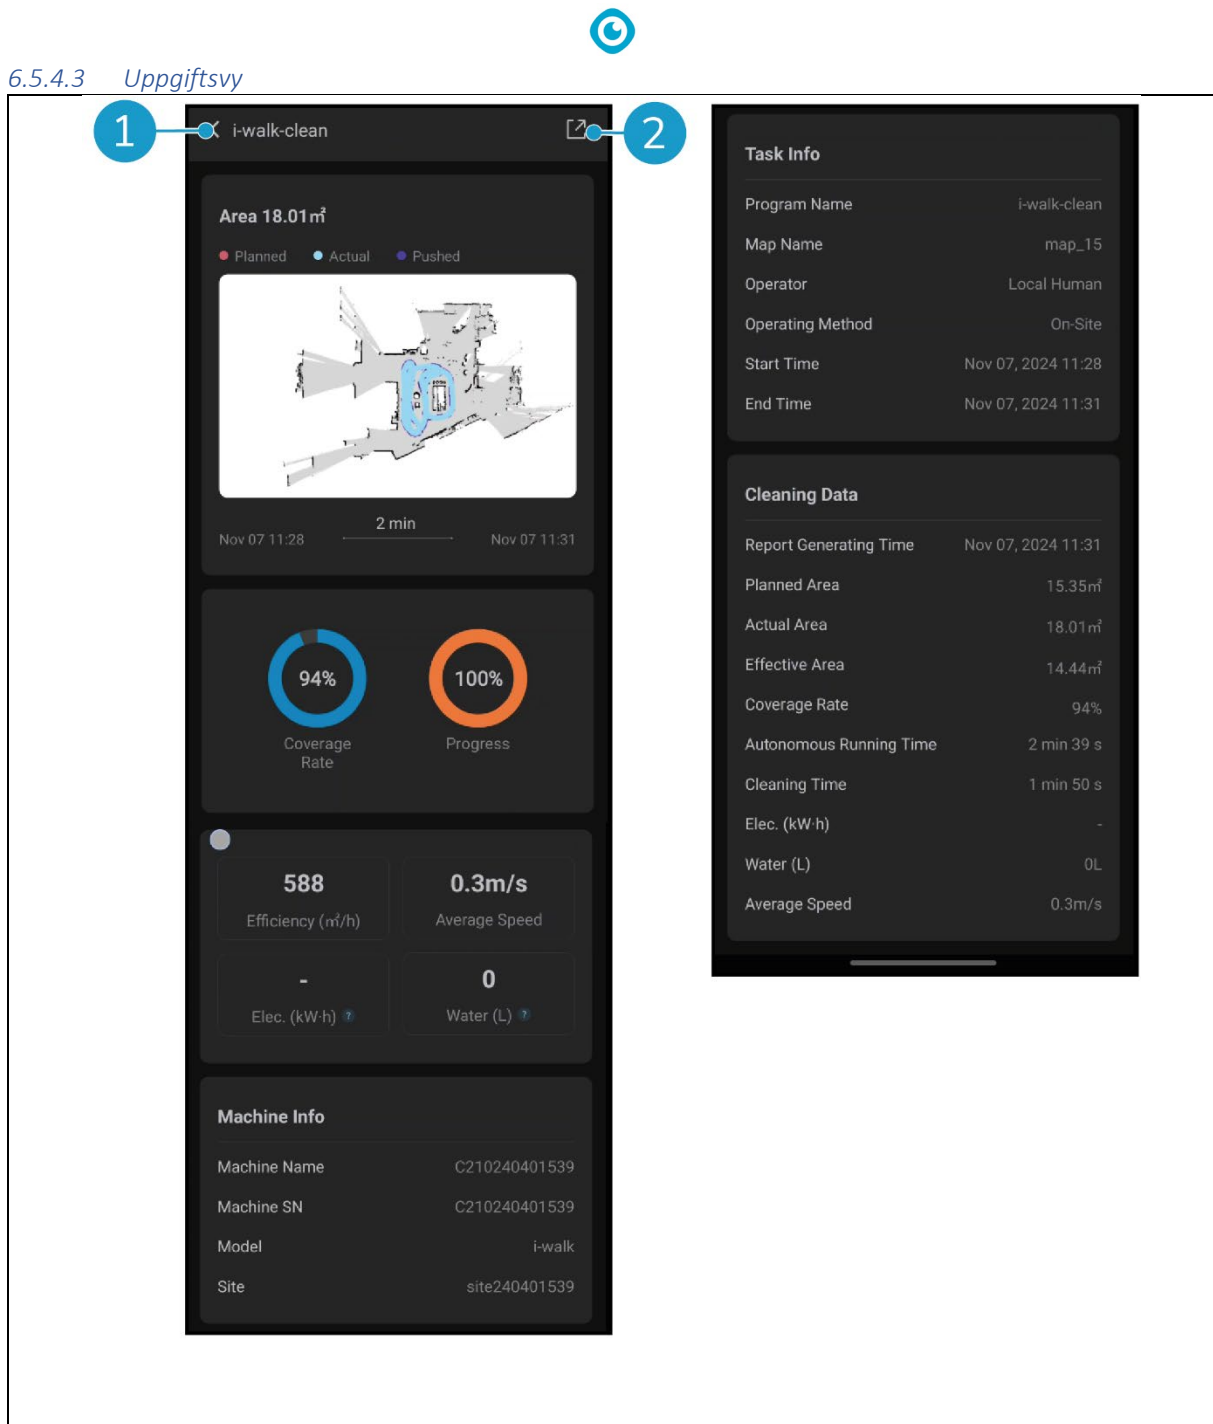 6.5.4.3 Uppgiftsvy
1
i-walk-clean
2
Area 18.01㎡
Planned Actual Pushed
2 min
Nov 07 11:28 Nov 07 11:31
94% 100%
Coverage Progress
Rate
588 0.3m/s
Efficiency (㎡/h) Average Speed
- 0
Elec. (kW·h) ? Water (L) ?
Machine Info
Machine Name C210240401539
Machine SN C210240401539
Model i-walk
Site site240401539
Task Info
Program Name i-walk-clean
Map Name map_15
Operator Local Human
Operating Method On-Site
Start Time Nov 07, 2024 11:28
End Time Nov 07, 2024 11:31
Cleaning Data
Report Generating Time Nov 07, 2024 11:31
Planned Area 15.35㎡
Actual Area 18.01㎡
Effective Area 14.44㎡
Coverage Rate 94%
Autonomous Running Time 2 min 39 s
Cleaning Time 1 min 50 s
Elec. (kW·h) -
Water (L) 0L
Average Speed 0.3m/s